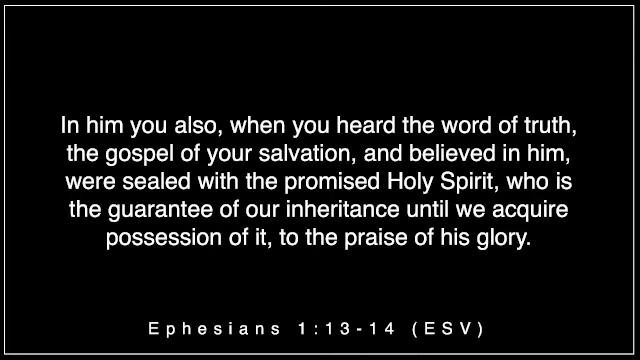 In him you also, when you heard the word of truth,
the gospel of your salvation, and believed in him,
were sealed with the promised Holy Spirit, who is
the guarantee of our inheritance until we acquire
possession of it, to the praise of his glory.
Ephesians 1:13-14 (ESV)